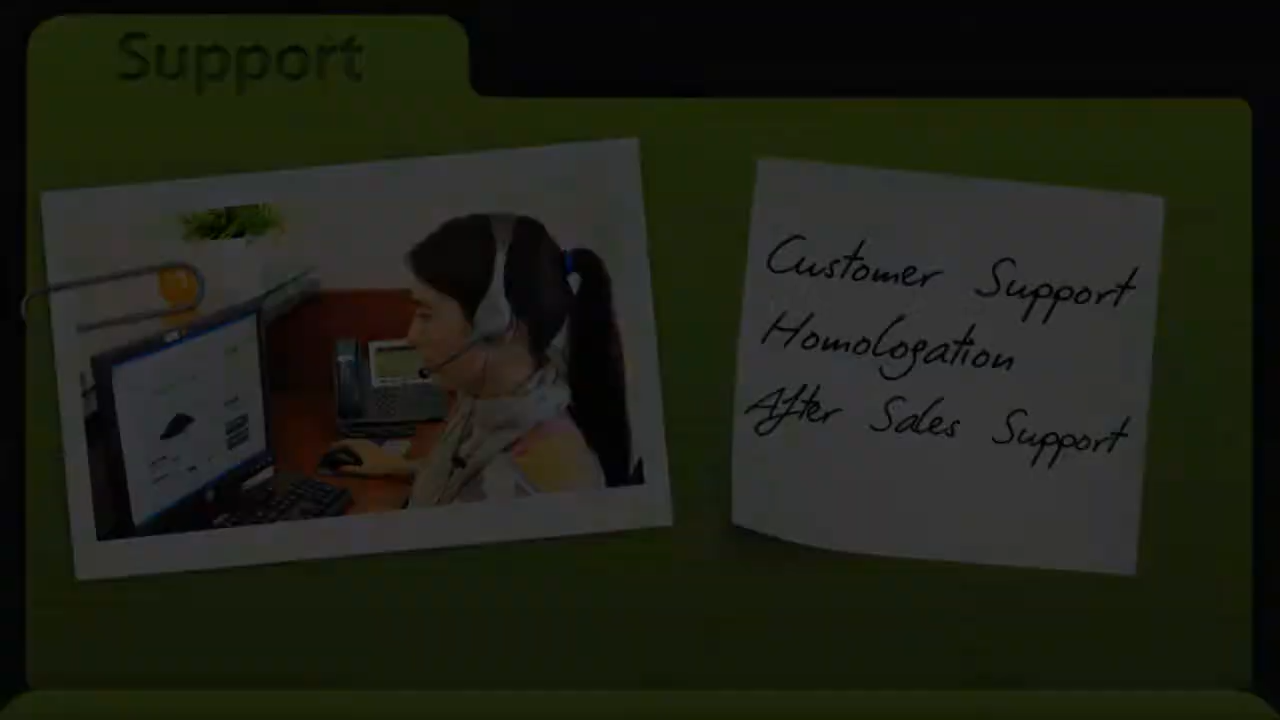 Support
Customer Support
Homologation
After Sales Support